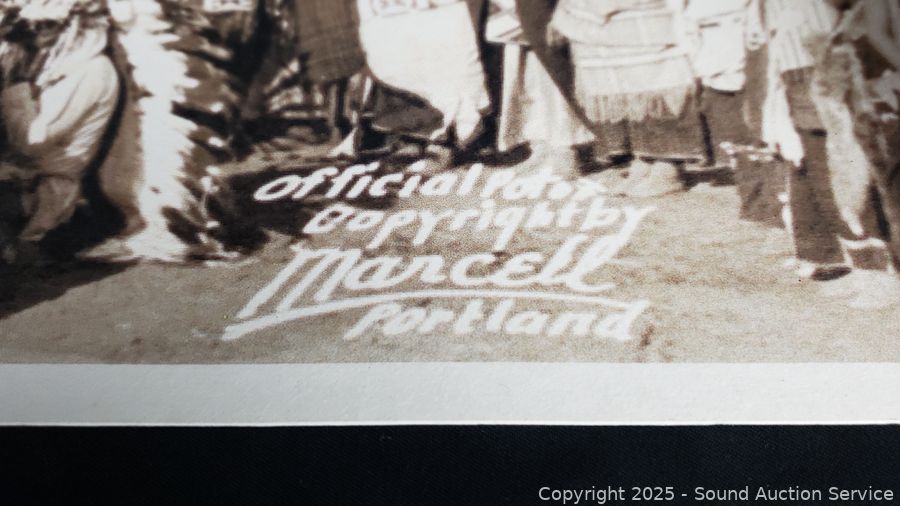 Official Photo
Copyright by
Marcell
Portland
Copyright 2025 - Sound Auction Service